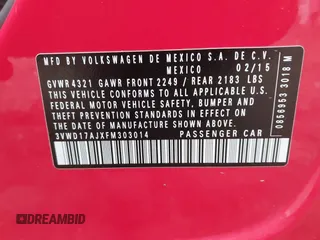 MFD BY VOLKSWAGEN DE MEXICO S.A. DE C.V.
MEXICO 02/15
GVWR 4321 GAWR FRONT 2249 / REAR 2183 LBS
THIS VEHICLE CONFORMS TO ALL APPLICABLE U.S.
FEDERAL MOTOR VEHICLE SAFETY, BUMPER AND
THEFT PREVENTION STANDARDS IN EFFECT ON
THE DATE OF MANUFACTURE SHOWN ABOVE.
3VWD17AJXFM303014 PASSENGER CAR
0856953 3018 M
© DREAMBID